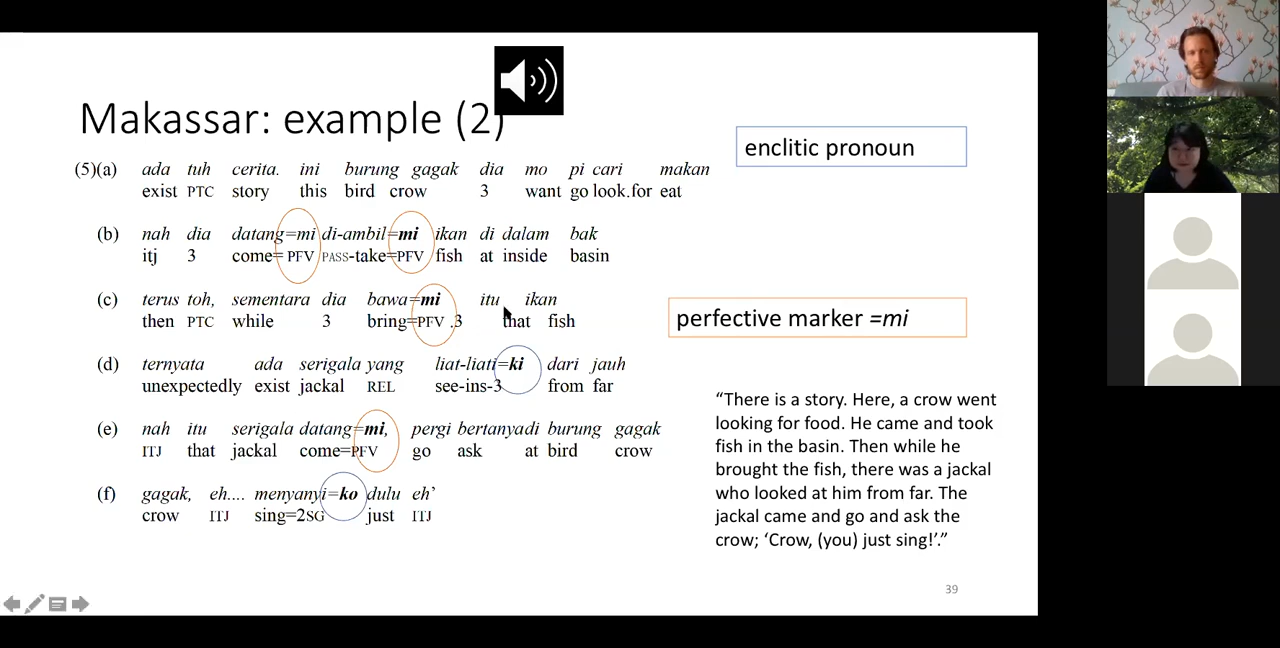 Makassar: example (2)
enclitic pronoun
(5)(a) ada tuh cerita. ini burung gagak dia mo pi cari makan
exist PTC story this bird crow 3 want go look.for eat
(b) nah dia datang=mi di-ambil=mi ikan di dalam bak
itj 3 come= PFV PASS-take=PFV fish at inside basin
(c) terus toh, sementara dia bawa=mi itu ikan
then PTC while 3 bring=PFV .3 that fish
(d) ternyata ada serigala yang liat-liati=ki dari jauh
unexpectedly exist jackal REL see-ins-3 from far
(e) nah itu serigala datang=mi, pergi bertanyadi burung gagak
ITJ that jackal come=PFV go ask at bird crow
(f) gagak, eh.... menyanyi=ko dulu eh’
crow ITJ sing=2SG just ITJ
perfective marker =mi
“There is a story. Here, a crow went
looking for food. He came and took
fish in the basin. Then while he
brought the fish, there was a jackal
who looked at him from far. The
jackal came and go and ask the
crow; ‘Crow, (you) just sing!’.”
39